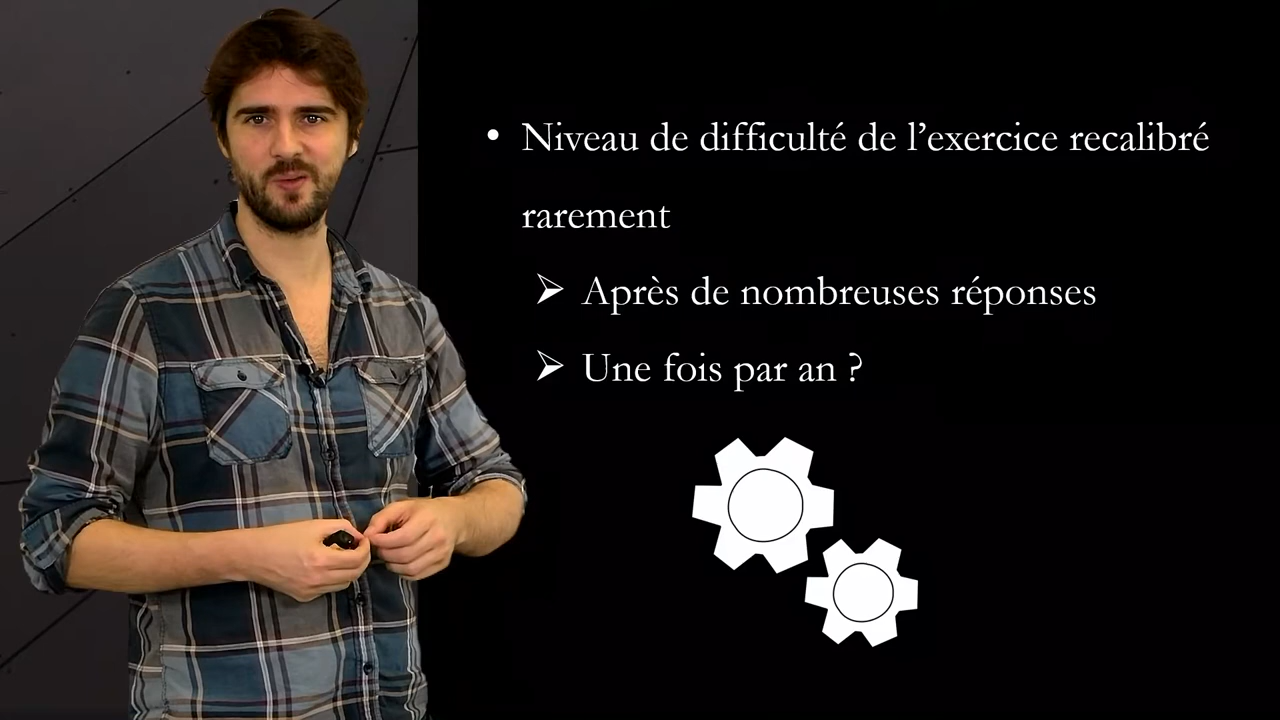 • Niveau de difficulté de l’exercice recalibré
rarement
➢ Après de nombreuses réponses
➢ Une fois par an ?